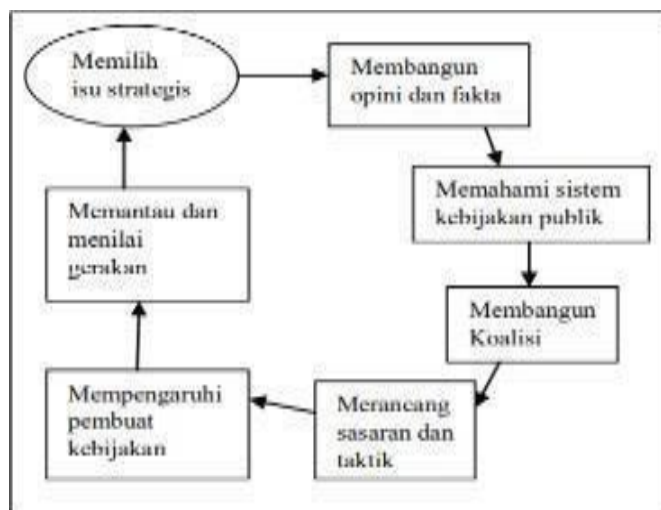 Memilih
isu strategis
Membangun
opini dan fakta
Memahami sistem
kebijakan publik
Membangun
Koalisi
Merancang
sasaran dan
taktik
Mempengaruhi
pembuat
kebijakan
Memantau dan
menilai
gerakan